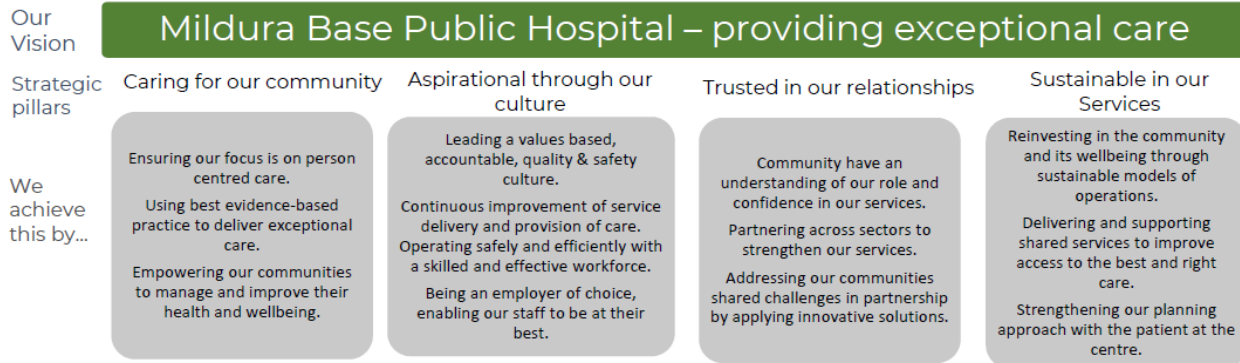 Our
Vision
Mildura Base Public Hospital – providing exceptional care
Strategic
pillars
Caring for our community
Aspirational through our
culture
Trusted in our relationships
Sustainable in our
Services
We
achieve
this by...
Ensuring our focus is on person
centred care.
Using best evidence-based
practice to deliver exceptional
care.
Empowering our communities
to manage and improve their
health and wellbeing.
Leading a values based,
accountable, quality & safety
culture.
Continuous improvement of service
delivery and provision of care.
Operating safely and efficiently with
a skilled and effective workforce.
Being an employer of choice,
enabling our staff to be at their
best.
Community have an
understanding of our role and
confidence in our services.
Partnering across sectors to
strengthen our services.
Addressing our communities
shared challenges in partnership
by applying innovative solutions.
Reinvesting in the community
and its wellbeing through
sustainable models of
operations.
Delivering and supporting
shared services to improve
access to the best and right
care.
Strengthening our planning
approach with the patient at the
centre.